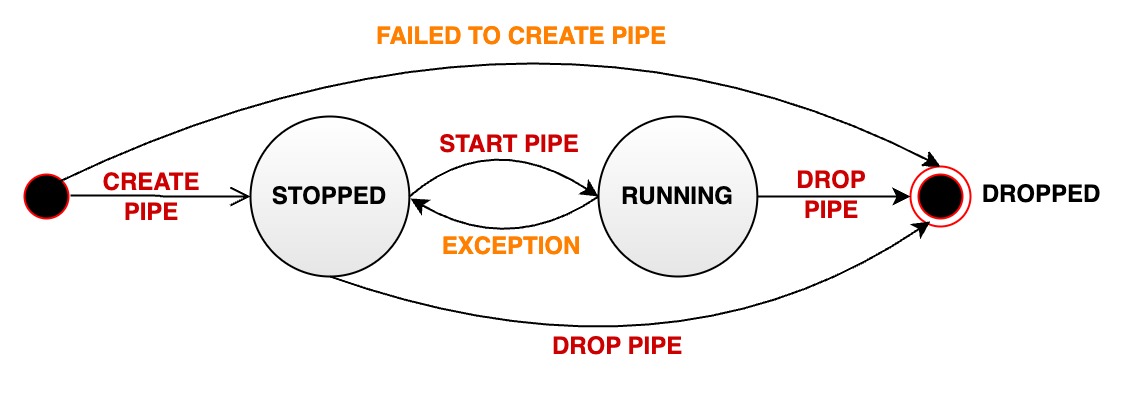 FAILED TO CREATE PIPE
START PIPE
CREATE
PIPE
STOPPED
RUNNING
DROP
PIPE
DROPPED
EXCEPTION
DROP PIPE